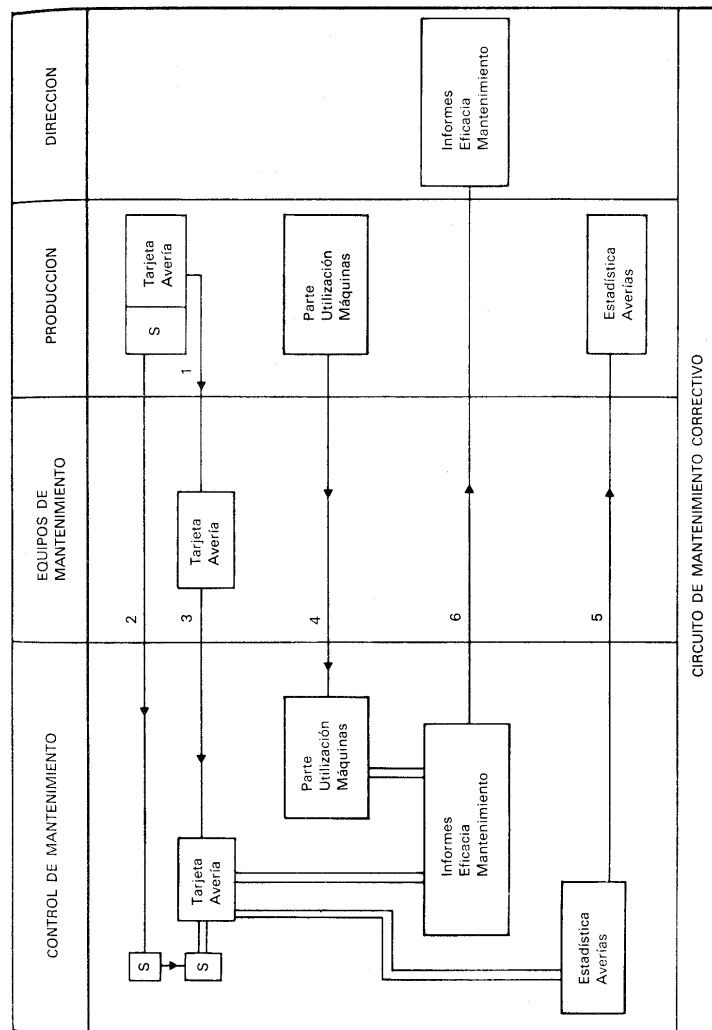 CONTROL DE MANTENIMIENTO
EQUIPOS DE
MANTENIMIENTO
PRODUCCION
DIRECCION
S
2
S
Tarjeta
Avería
S
Tarjeta
Avería
3
Tarjeta
Avería
1
Parte
Utilización
Máquinas
4
Parte
Utilización
Máquinas
Informes
Eficacia
Mantenimiento
6
Informes
Eficacia
Mantenimiento
Estadística
Averías
5
Estadística
Averías
CIRCUITO DE MANTENIMIENTO CORRECTIVO